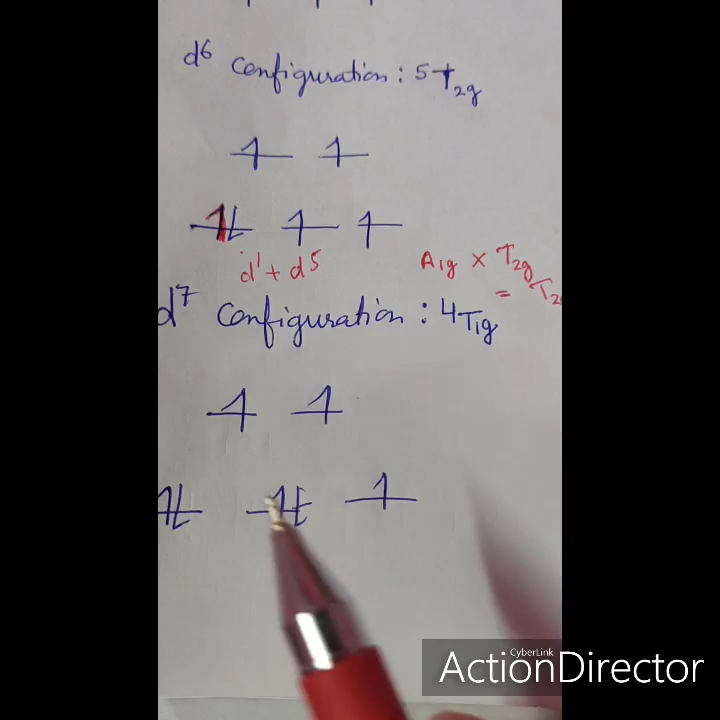 d6 Configuration : 5T2g
d1 + d5
A1g × T2g
= T2g
d7 Configuration : 4T1g
CyberLink
ActionDirector